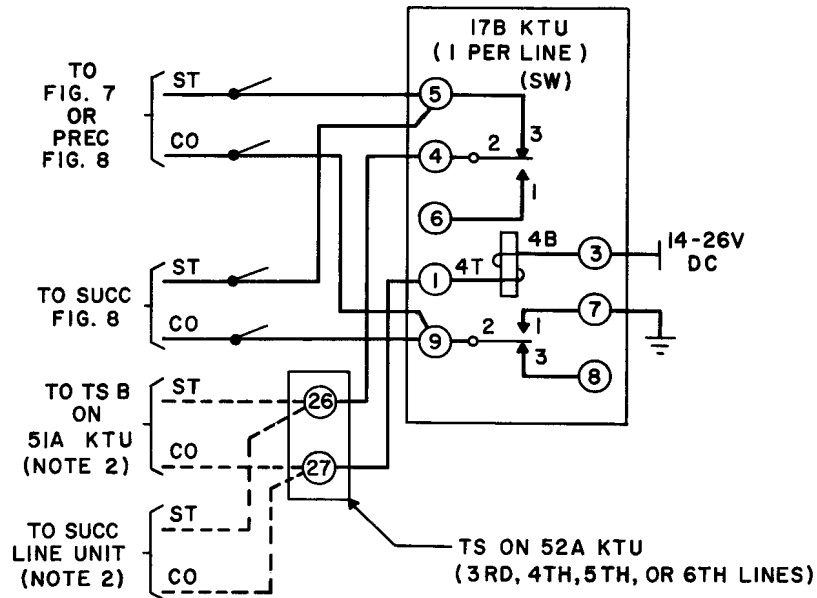 17B KTU
(1 PER LINE)
(SW)
TO
FIG. 7
OR
PREC
FIG. 8
ST
CO
5
3
4
2
1
6
4B
3
14-26V
DC
1
4T
7
1
9
2
3
8
TO SUCC
FIG. 8
ST
CO
TO TS B
ON
51A KTU
(NOTE 2)
ST
CO
26
27
TO SUCC
LINE UNIT
(NOTE 2)
ST
CO
TS ON 52A KTU
(3RD, 4TH, 5TH, OR 6TH LINES)